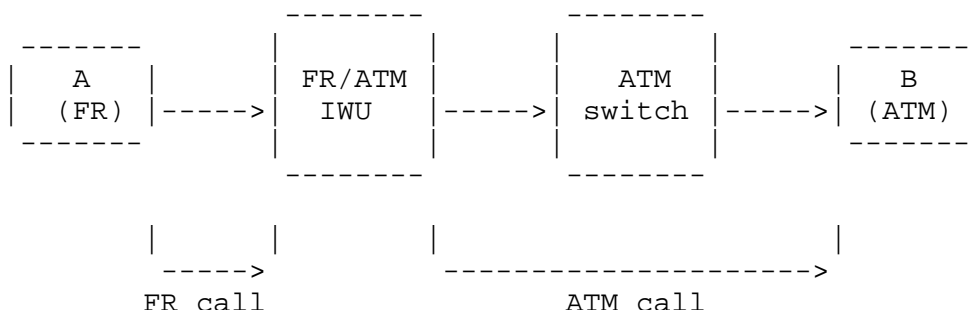 A FR/ATM ATM B
(FR) IWU switch (ATM)
FR call ATM call